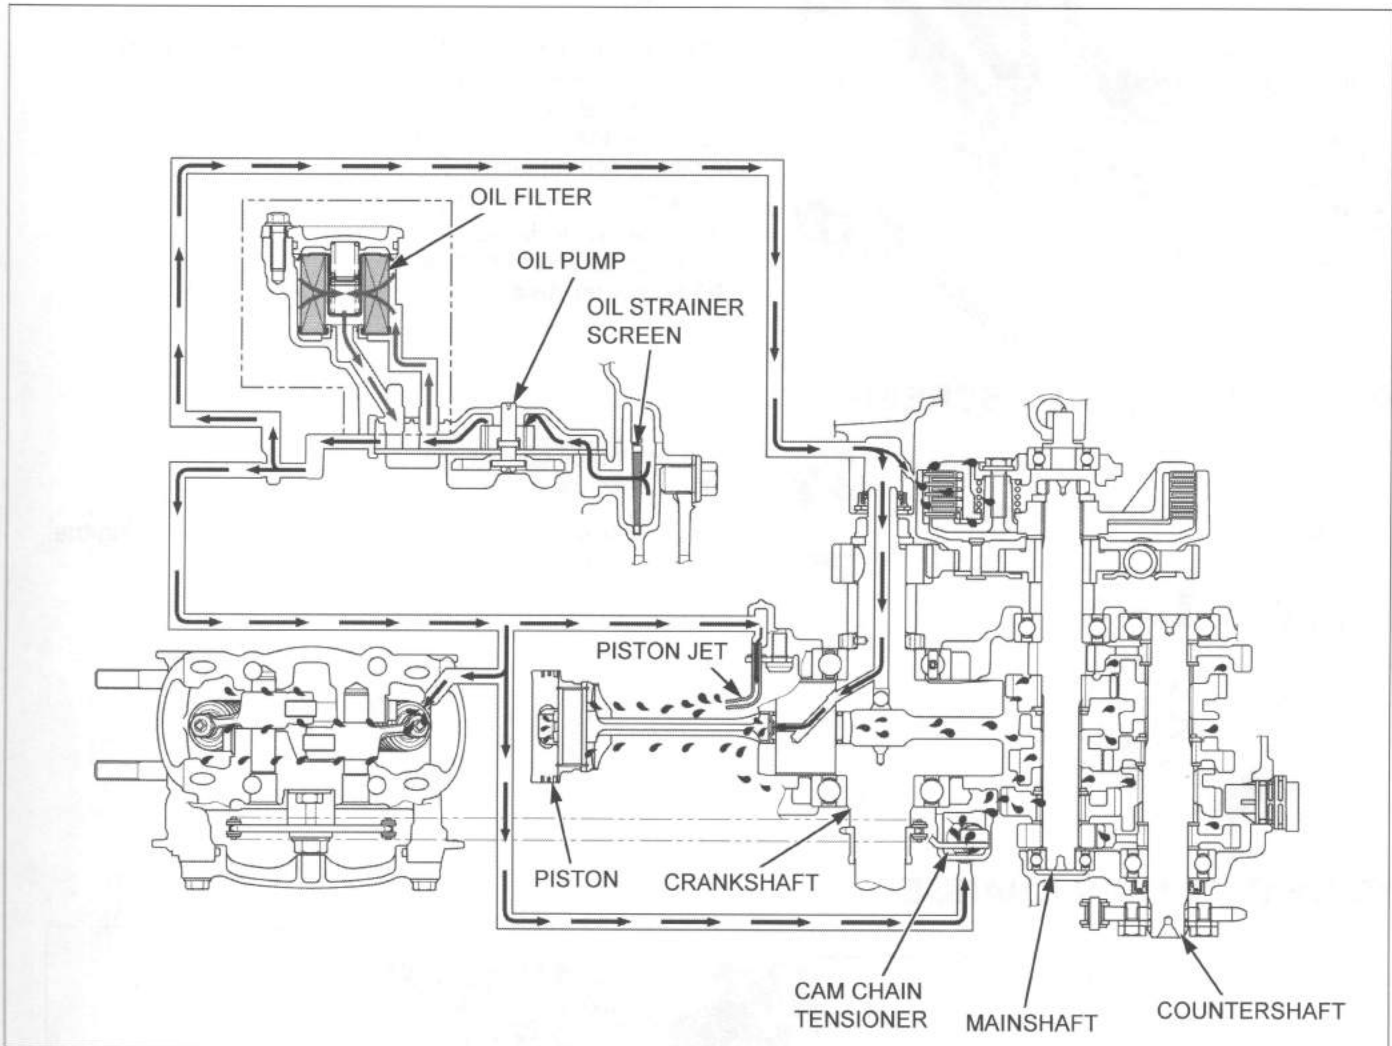 OIL FILTER
OIL PUMP
OIL STRAINER
SCREEN
PISTON JET
PISTON
CRANKSHAFT
CAM CHAIN
TENSIONER
MAINSHAFT
COUNTERSHAFT